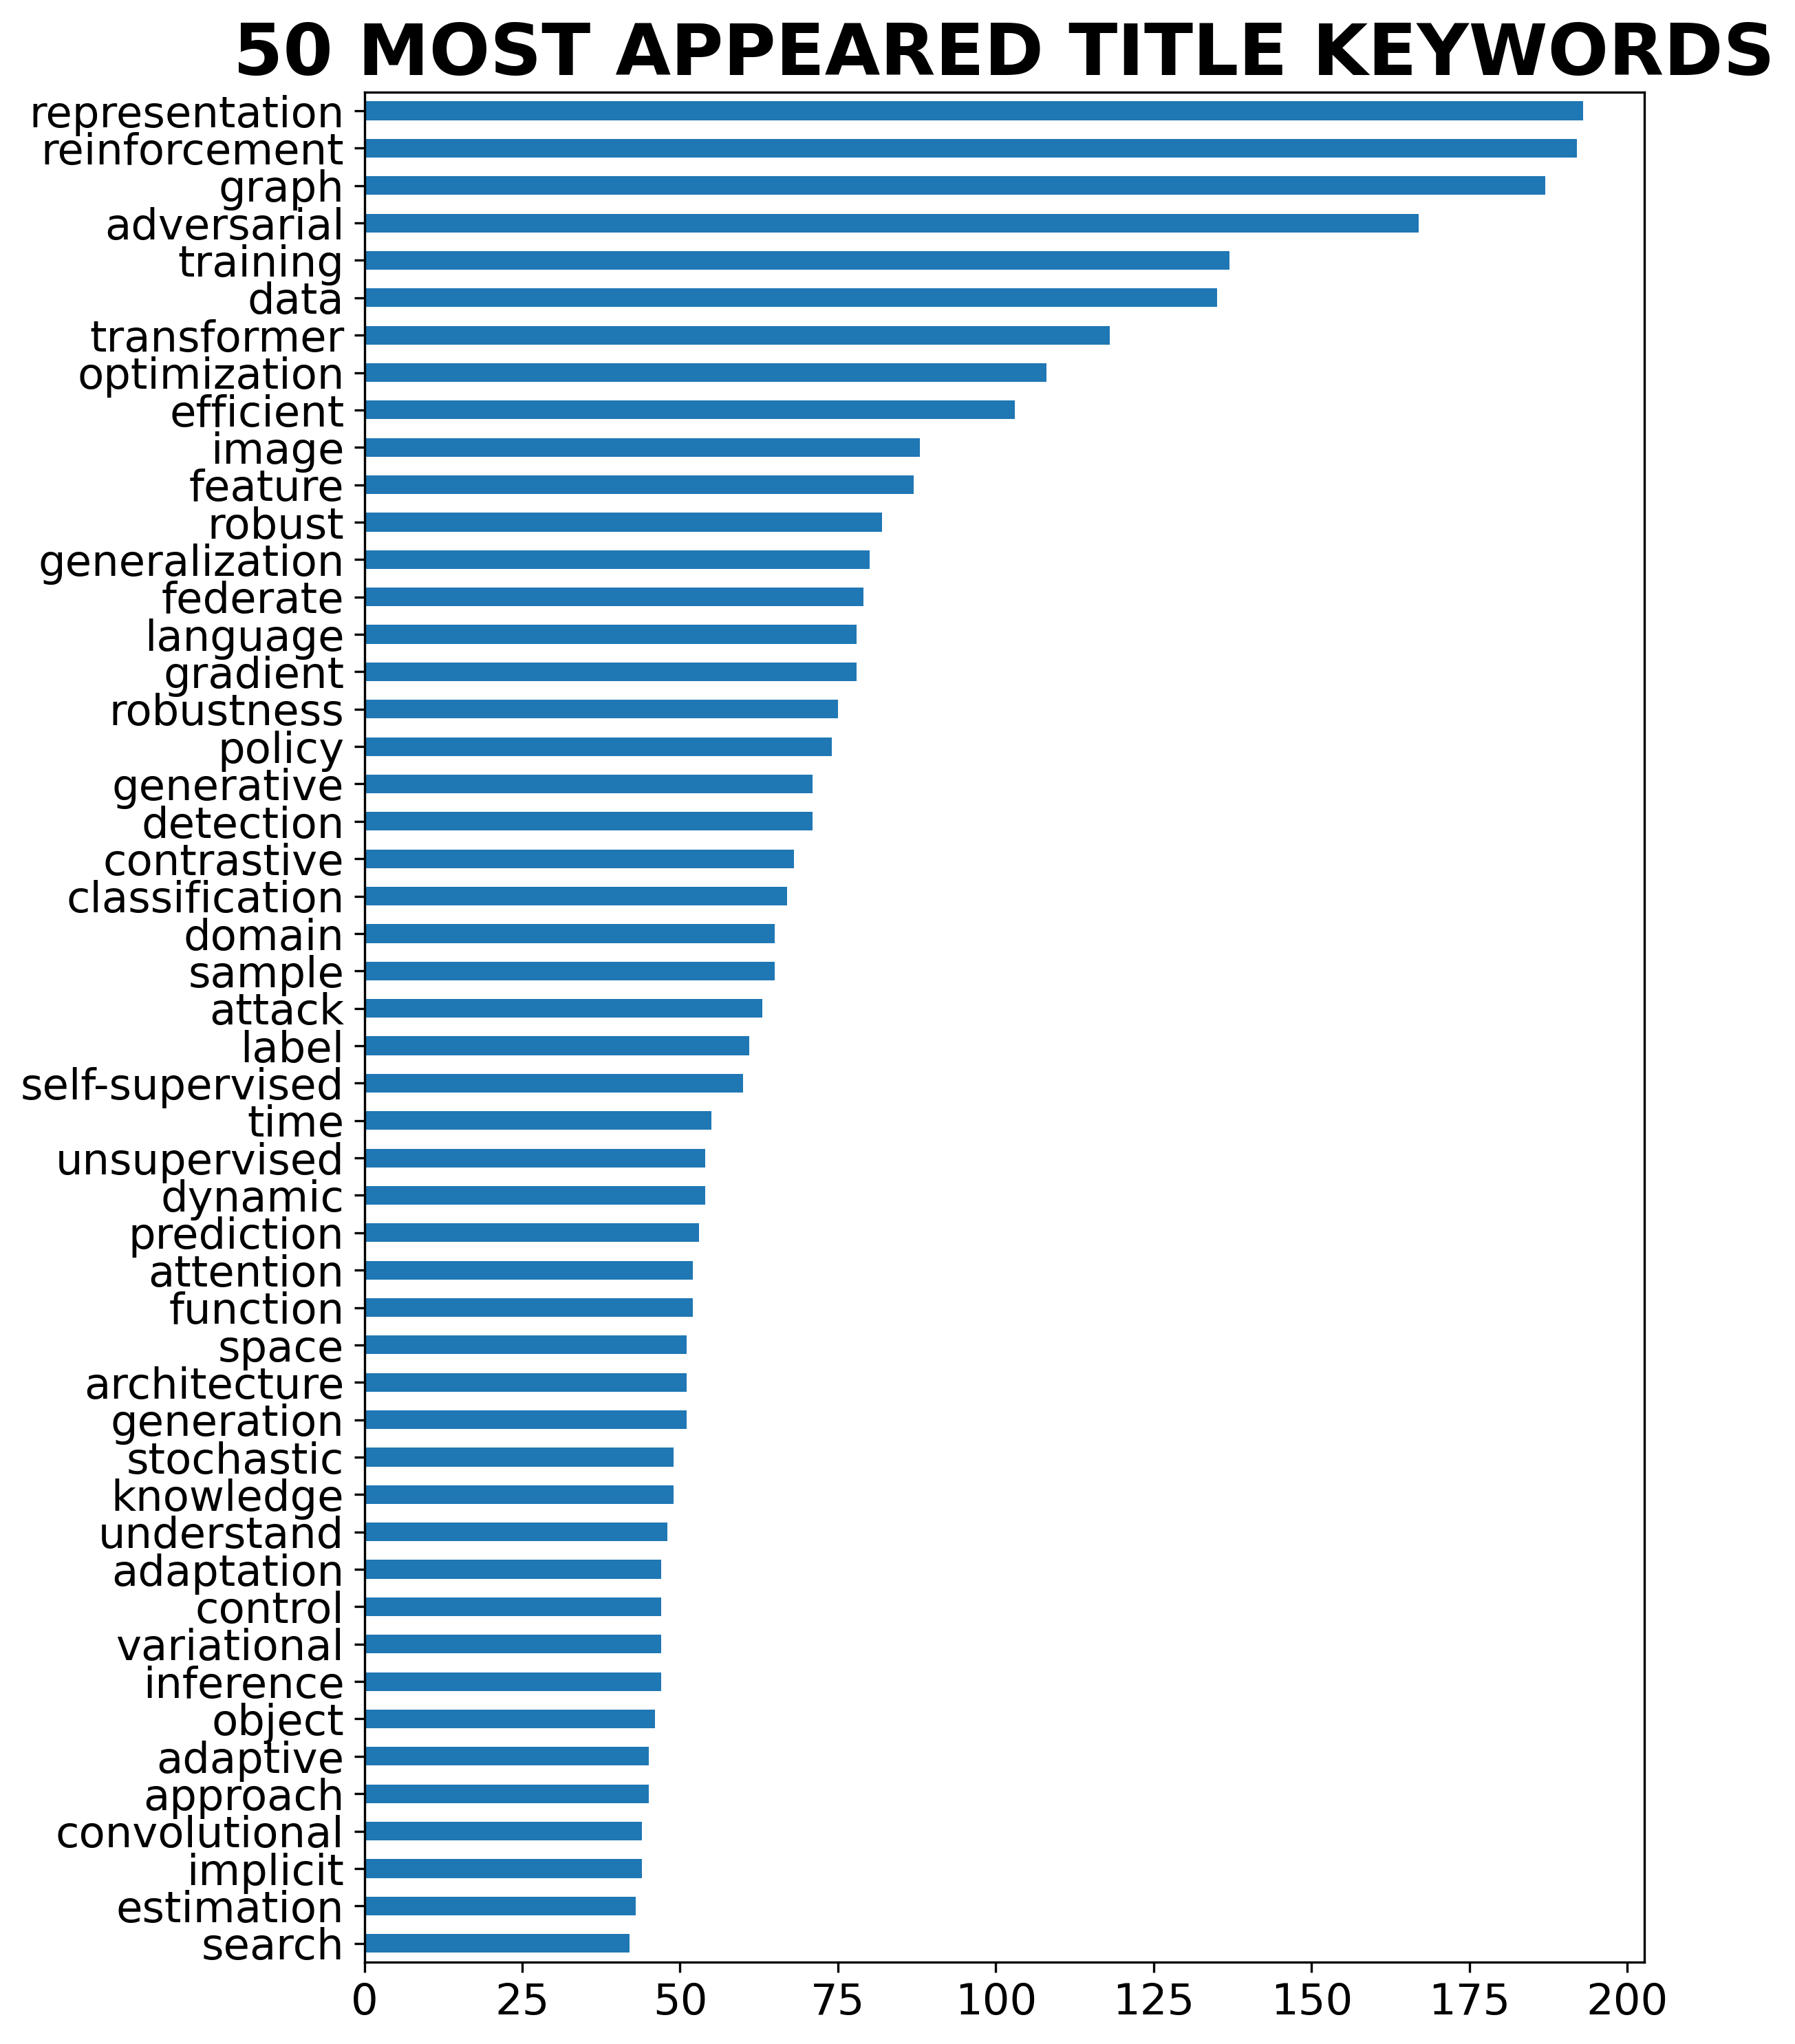 50 MOST APPEARED TITLE KEYWORDS
representation
reinforcement
graph
adversarial
training
data
transformer
optimization
efficient
image
feature
robust
generalization
federate
language
gradient
robustness
policy
generative
detection
contrastive
classification
domain
sample
attack
label
self-supervised
time
unsupervised
dynamic
prediction
attention
function
space
architecture
generation
stochastic
knowledge
understand
adaptation
control
variational
inference
object
adaptive
approach
convolutional
implicit
estimation
search
0 25 50 75 100 125 150 175 200